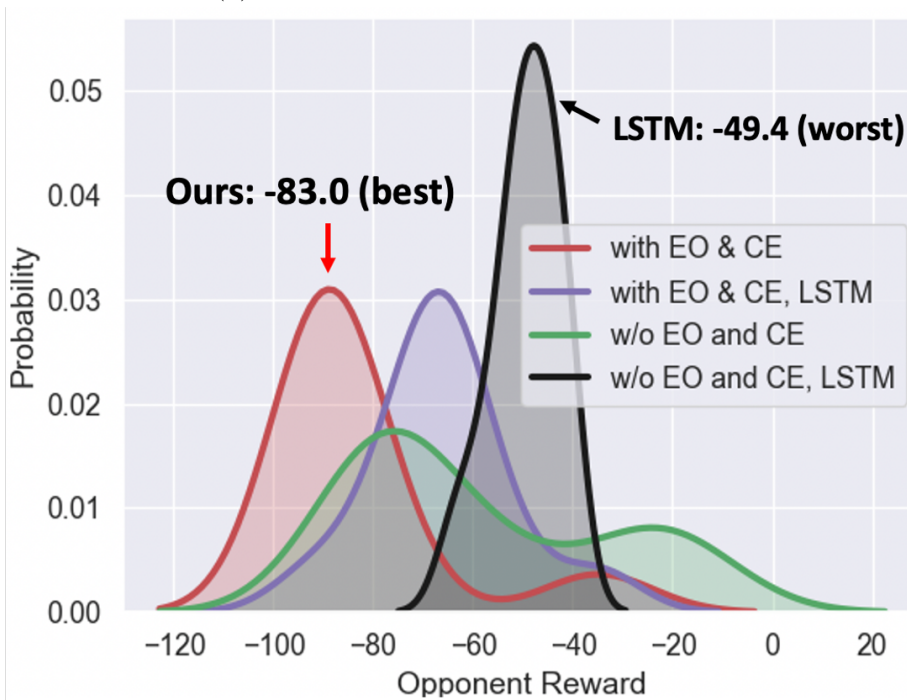 0.05
0.04
0.03
0.02
0.01
0.00
Probability
LSTM: -49.4 (worst)
Ours: -83.0 (best)
with EO & CE
with EO & CE, LSTM
w/o EO and CE
w/o EO and CE, LSTM
−120 −100 −80 −60 −40 −20 0 20
Opponent Reward